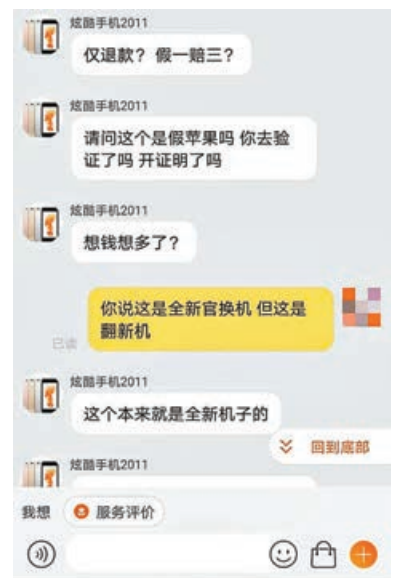 炫酷手机2011
仅退款？ 假一赔三？
炫酷手机2011
请问这个是假苹果吗 你去验
证了吗 开证明了吗
炫酷手机2011
想钱想多了？
你说这是全新官换机 但这是
翻新机
已读
炫酷手机2011
这个本来就是全新机子的
回到底部
炫酷手机2011
我想
服务评价